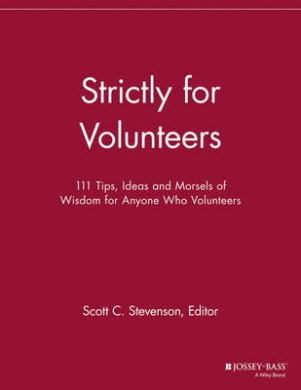 Strictly for
Volunteers
111 Tips, Ideas and Morsels of
Wisdom for Anyone Who Volunteers
Scott C. Stevenson, Editor
JOSSEY-BASS™
A Wiley Brand